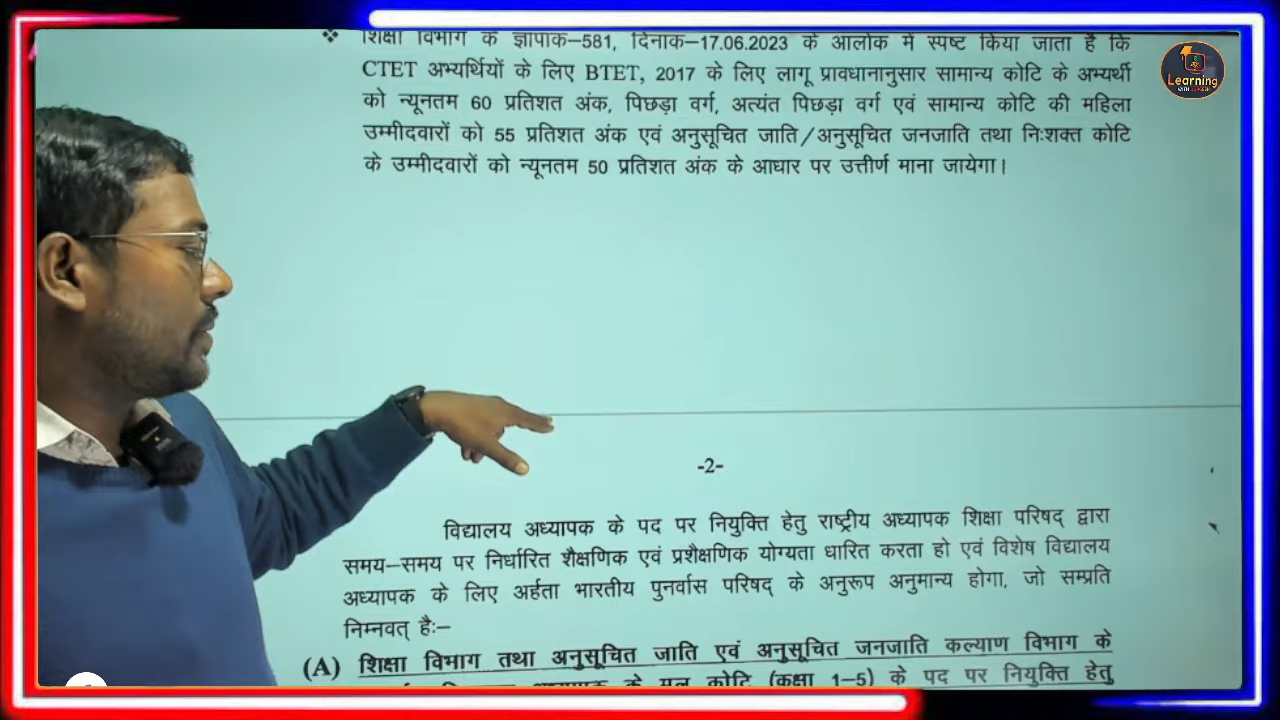 ❖ शिक्षा विभाग के ज्ञापांक–581, दिनांक–17.06.2023 के आलोक में स्पष्ट किया जाता है कि
CTET अभ्यर्थियों के लिए BTET, 2017 के लिए लागू प्रावधानानुसार सामान्य कोटि के अभ्यर्थी
को न्यूनतम 60 प्रतिशत अंक, पिछड़ा वर्ग, अत्यंत पिछड़ा वर्ग एवं सामान्य कोटि की महिला
उम्मीदवारों को 55 प्रतिशत अंक एवं अनुसूचित जाति/अनुसूचित जनजाति तथा निःशक्त कोटि
के उम्मीदवारों को न्यूनतम 50 प्रतिशत अंक के आधार पर उत्तीर्ण माना जायेगा।
Learning
-2-
विद्यालय अध्यापक के पद पर नियुक्ति हेतु राष्ट्रीय अध्यापक शिक्षा परिषद् द्वारा
समय–समय पर निर्धारित शैक्षणिक एवं प्रशैक्षणिक योग्यता धारित करता हो एवं विशेष विद्यालय
अध्यापक के लिए अर्हता भारतीय पुनर्वास परिषद् के अनुरूप अनुमान्य होगा, जो सम्प्रति
निम्नवत् है:–
(A) शिक्षा विभाग तथा अनुसूचित जाति एवं अनुसूचित जनजाति कल्याण विभाग के
अध्यापक के मूल कोटि (कक्षा 1–5) के पद पर नियुक्ति हेतु